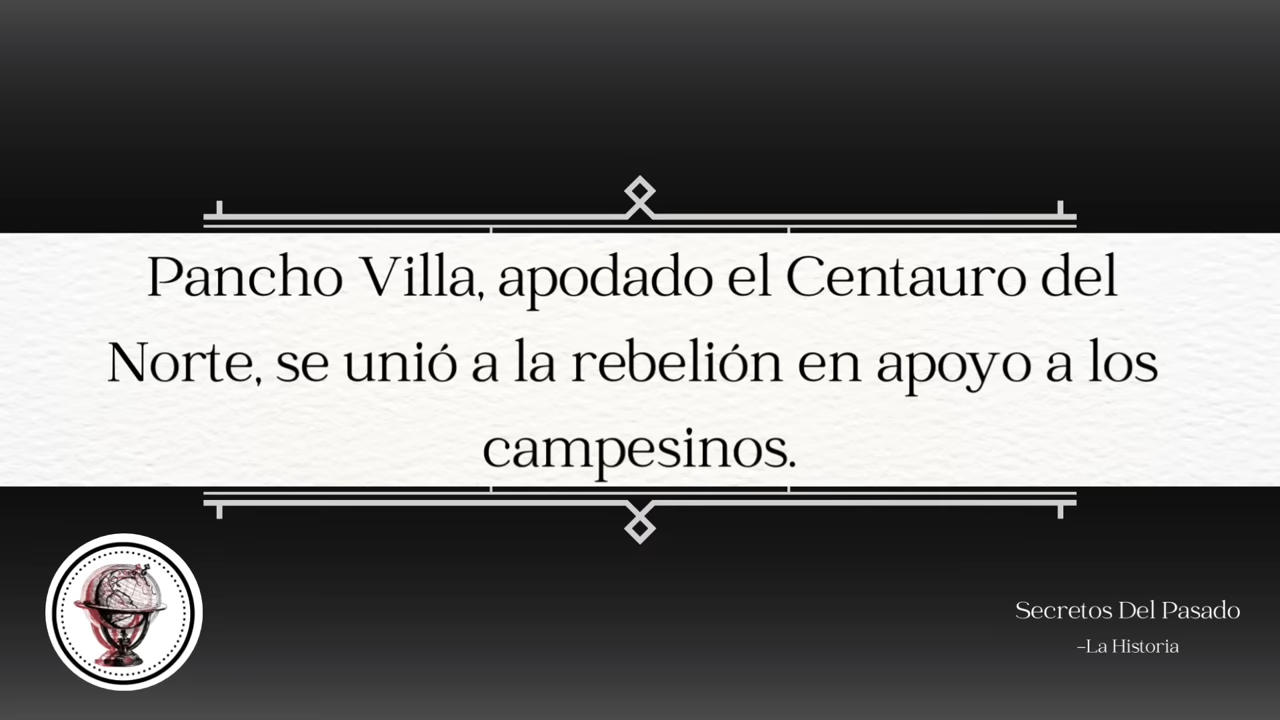 Pancho Villa, apodado el Centauro del
Norte, se unió a la rebelión en apoyo a los
campesinos.
Secretos Del Pasado
-La Historia